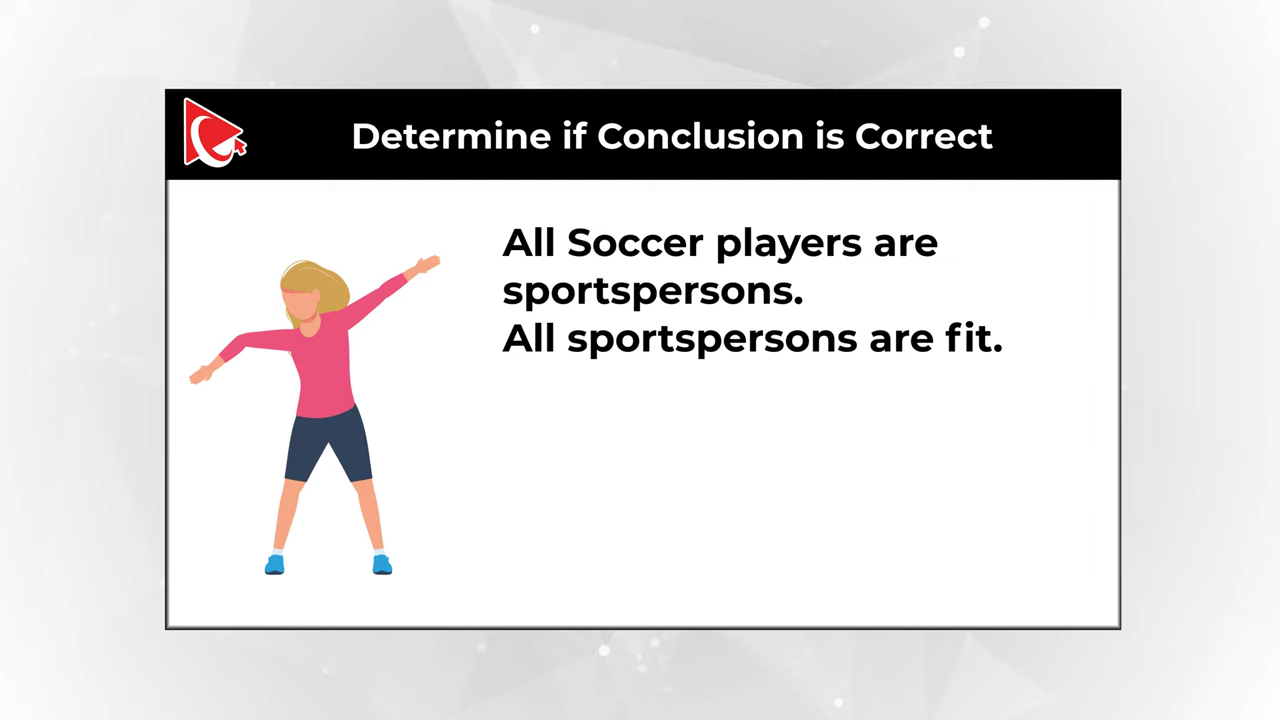 Determine if Conclusion is Correct
All Soccer players are
sportspersons.
All sportspersons are fit.